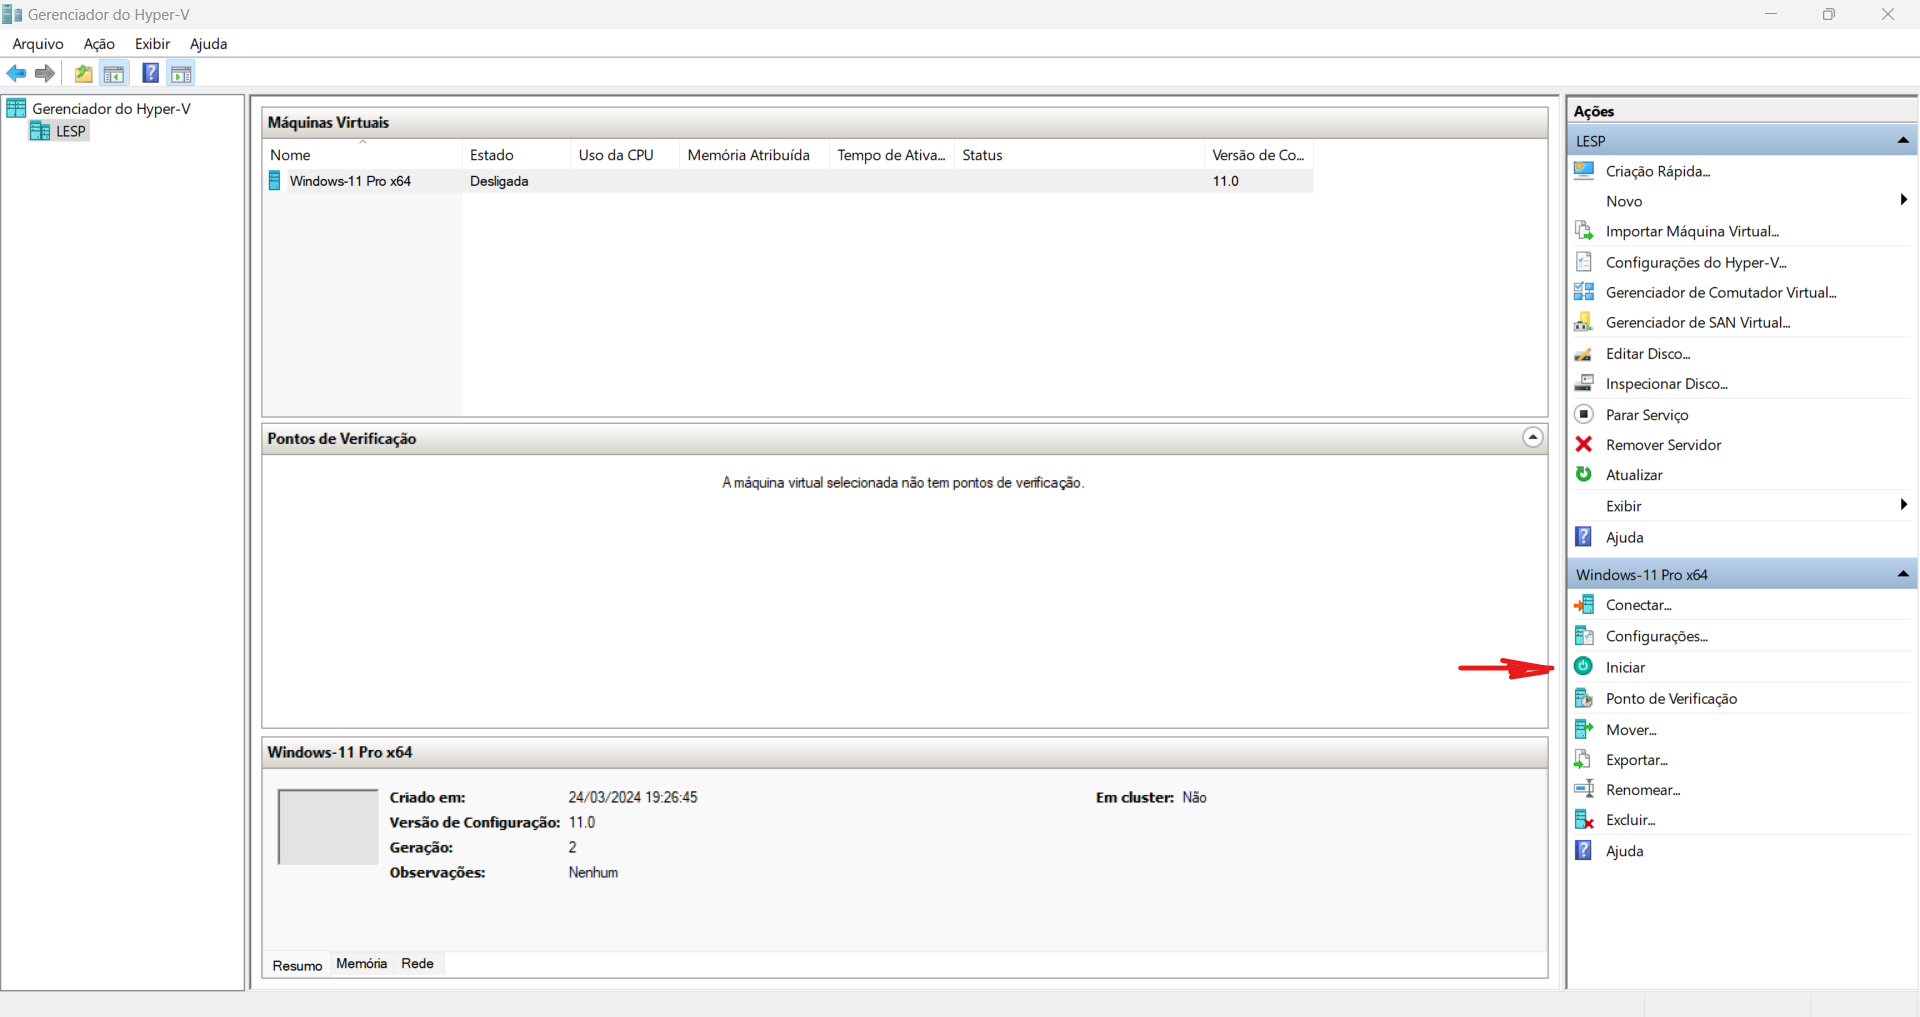 Gerenciador do Hyper-V
Arquivo Ação Exibir Ajuda
Gerenciador do Hyper-V
LESP
Máquinas Virtuais
Nome Estado Uso da CPU Memória Atribuída Tempo de Ativa... Status Versão de Co...
Windows-11 Pro x64 Desligada 11.0
Pontos de Verificação
A máquina virtual selecionada não tem pontos de verificação.
Windows-11 Pro x64
Criado em: 24/03/2024 19:26:45 Em cluster: Não
Versão de Configuração: 11.0
Geração: 2
Observações: Nenhum
Resumo Memória Rede
Ações
LESP
Criação Rápida...
Novo
Importar Máquina Virtual...
Configurações do Hyper-V...
Gerenciador de Comutador Virtual...
Gerenciador de SAN Virtual...
Editar Disco...
Inspecionar Disco...
Parar Serviço
Remover Servidor
Atualizar
Exibir
Ajuda
Windows-11 Pro x64
Conectar...
Configurações...
Iniciar
Ponto de Verificação
Mover...
Exportar...
Renomear...
Excluir...
Ajuda